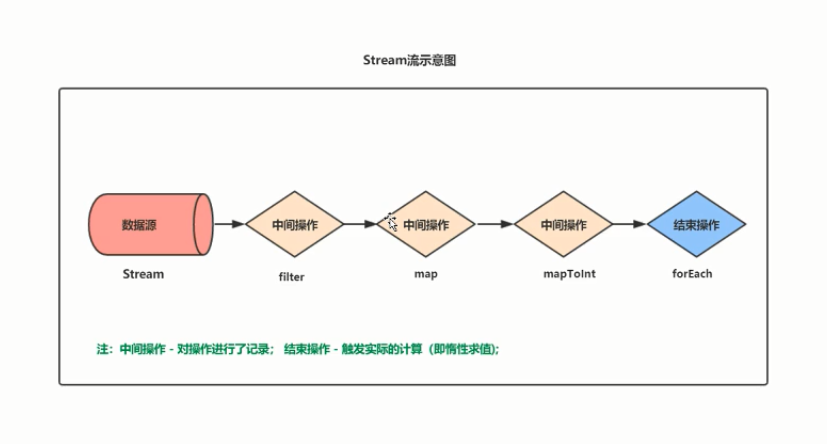 Stream流示意图
数据源
中间操作
中间操作
中间操作
结束操作
Stream
filter
map
mapToInt
forEach
注：中间操作 - 对操作进行了记录； 结束操作 - 触发实际的计算（即惰性求值）；